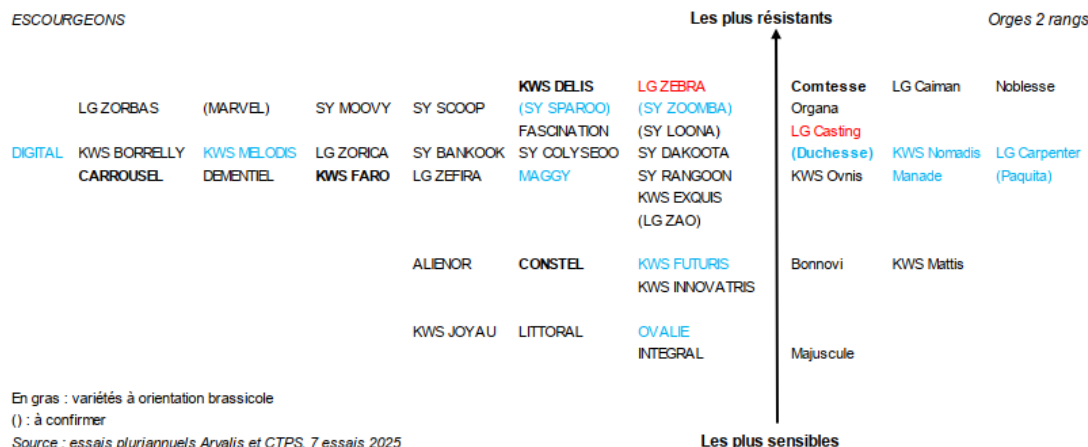 ESCOURGEONS Les plus résistants Orges 2 rangs
KWS DELIS LG ZEBRA Comtesse LG Caiman Noblesse
LG ZORBAS (MARVEL) SY MOOVY SY SCOOP (SY SPAROO) (SY ZOOMBA) Organa
FASCINATION (SY LOONA) LG Casting
DIGITAL KWS BORRELLY KWS MELODIS LG ZORICA SY BANKOOK SY COLYSEOO SY DAKOOTA (Duchesse) KWS Nomadis LG Carpenter
CARROUSEL DEMENTIEL KWS FARO LG ZEFIRA MAGGY SY RANGOON KWS Ovnis Manade (Paquita)
KWS EXQUIS
(LG ZAO)
ALIENOR CONSTEL KWS FUTURIS Bonnovi KWS Mattis
KWS INNOVATRIS
KWS JOYAU LITTORAL OVALIE
INTEGRAL Majuscule
En gras : variétés à orientation brassicole
() : à confirmer
Source : essais pluriannuels Arvalis et CTPS, 7 essais 2025 Les plus sensibles